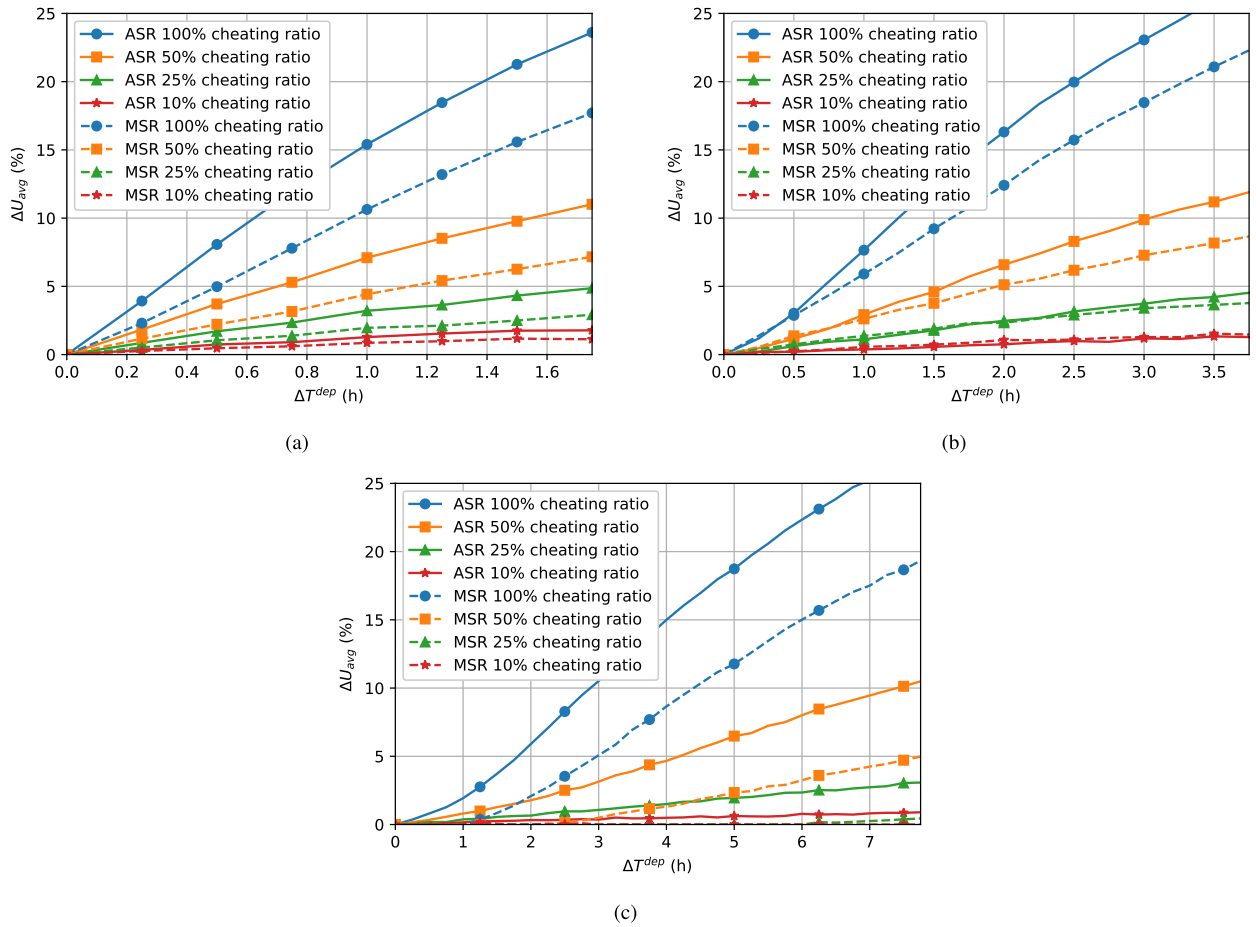 25
20
15
10
5
0
ΔU_avg (%)
ASR 100% cheating ratio
ASR 50% cheating ratio
ASR 25% cheating ratio
ASR 10% cheating ratio
MSR 100% cheating ratio
MSR 50% cheating ratio
MSR 25% cheating ratio
MSR 10% cheating ratio
0.0 0.2 0.4 0.6 0.8 1.0 1.2 1.4 1.6
ΔT^dep (h)
(a)
25
20
15
10
5
0
ΔU_avg (%)
ASR 100% cheating ratio
ASR 50% cheating ratio
ASR 25% cheating ratio
ASR 10% cheating ratio
MSR 100% cheating ratio
MSR 50% cheating ratio
MSR 25% cheating ratio
MSR 10% cheating ratio
0.0 0.5 1.0 1.5 2.0 2.5 3.0 3.5
ΔT^dep (h)
(b)
25
20
15
10
5
0
ΔU_avg (%)
ASR 100% cheating ratio
ASR 50% cheating ratio
ASR 25% cheating ratio
ASR 10% cheating ratio
MSR 100% cheating ratio
MSR 50% cheating ratio
MSR 25% cheating ratio
MSR 10% cheating ratio
0 1 2 3 4 5 6 7
ΔT^dep (h)
(c)